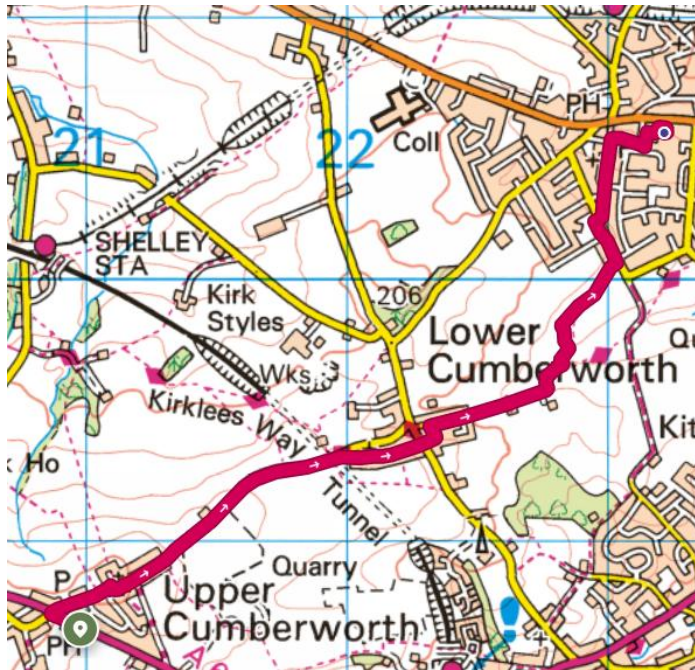 PH
21
22
Coll
SHELLEY
STA
Kirk
Styles
206
Lower
Cumberworth
Qu
Wks
Kirklees Way
Ho
Kit
Tunnel
P
Quarry
Upper
Cumberworth
PH
A